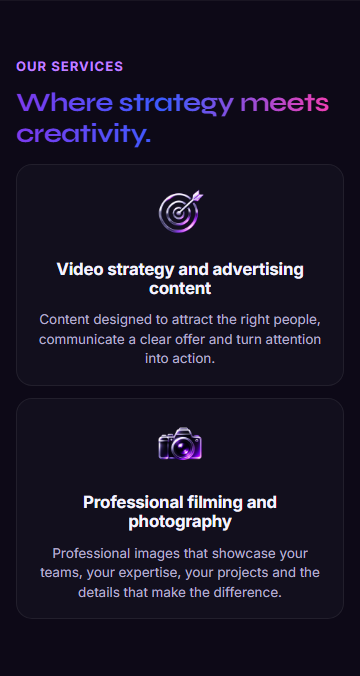 OUR SERVICES
Where strategy meets
creativity.
Video strategy and advertising
content
Content designed to attract the right people,
communicate a clear offer and turn attention
into action.
Professional filming and
photography
Professional images that showcase your
teams, your expertise, your projects and the
details that make the difference.